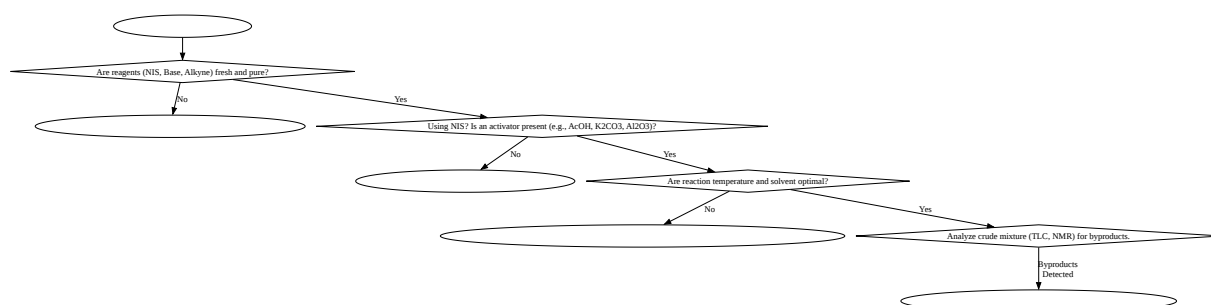 Are reagents (NIS, Base, Alkyne) fresh and pure?
No
Yes
Using NIS? Is an activator present (e.g., AcOH, K2CO3, Al2O3)?
No
Yes
Are reaction temperature and solvent optimal?
No
Yes
Analyze crude mixture (TLC, NMR) for byproducts.
Byproducts
Detected